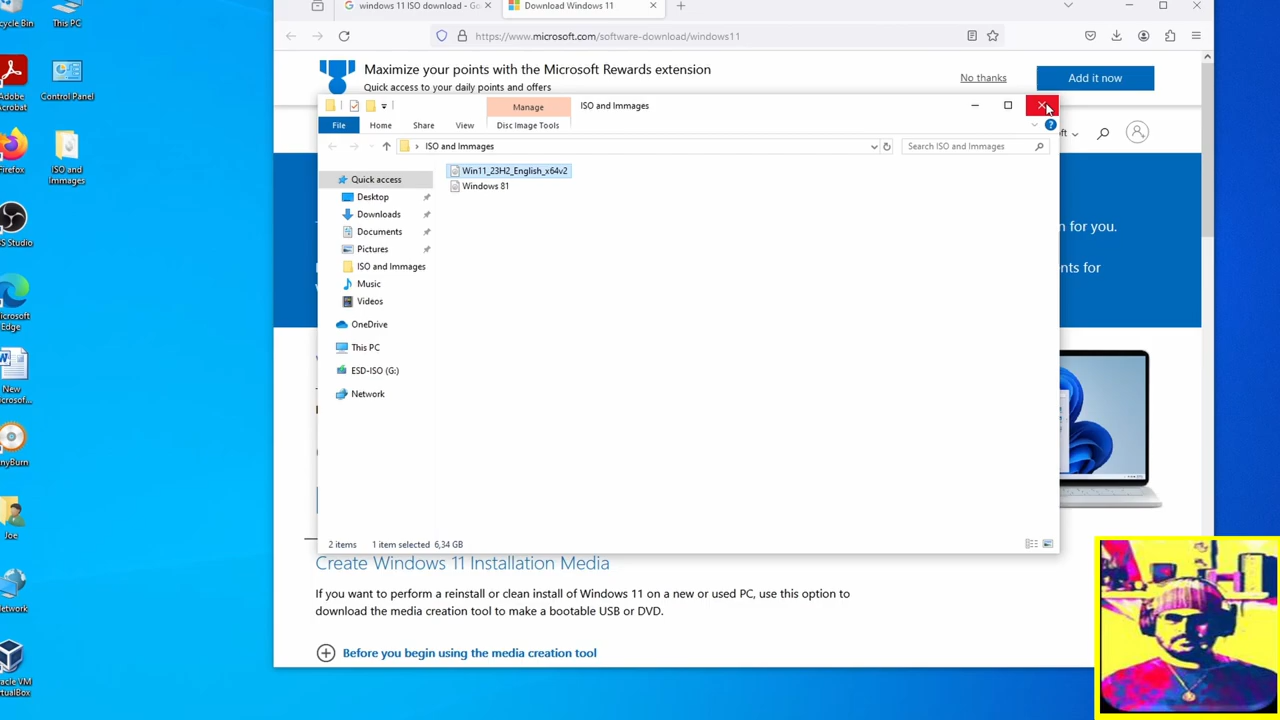 windows 11 ISO download - Go
Download Windows 11
https://www.microsoft.com/software-download/windows11
Maximize your points with the Microsoft Rewards extension
Quick access to your daily points and offers
No thanks
Add it now
Manage
ISO and Immages
File
Home
Share
View
Disc Image Tools
ISO and Immages
Search ISO and Immages
Quick access
Desktop
Downloads
Documents
Pictures
ISO and Immages
Music
Videos
OneDrive
This PC
ESD-ISO (G:)
Network
Win11_23H2_English_x64v2
Windows 81
2 items
1 item selected 6,34 GB
n for you.
ents for
Create Windows 11 Installation Media
If you want to perform a reinstall or clean install of Windows 11 on a new or used PC, use this option to
download the media creation tool to make a bootable USB or DVD.
Before you begin using the media creation tool
ecycle Bin
This PC
Adobe
Acrobat
Control Panel
Firefox
ISO and
Immages
S Studio
icrosoft
Edge
New
icrosof...
nyBurn
Joe
etwork
acle VM
rtualBox